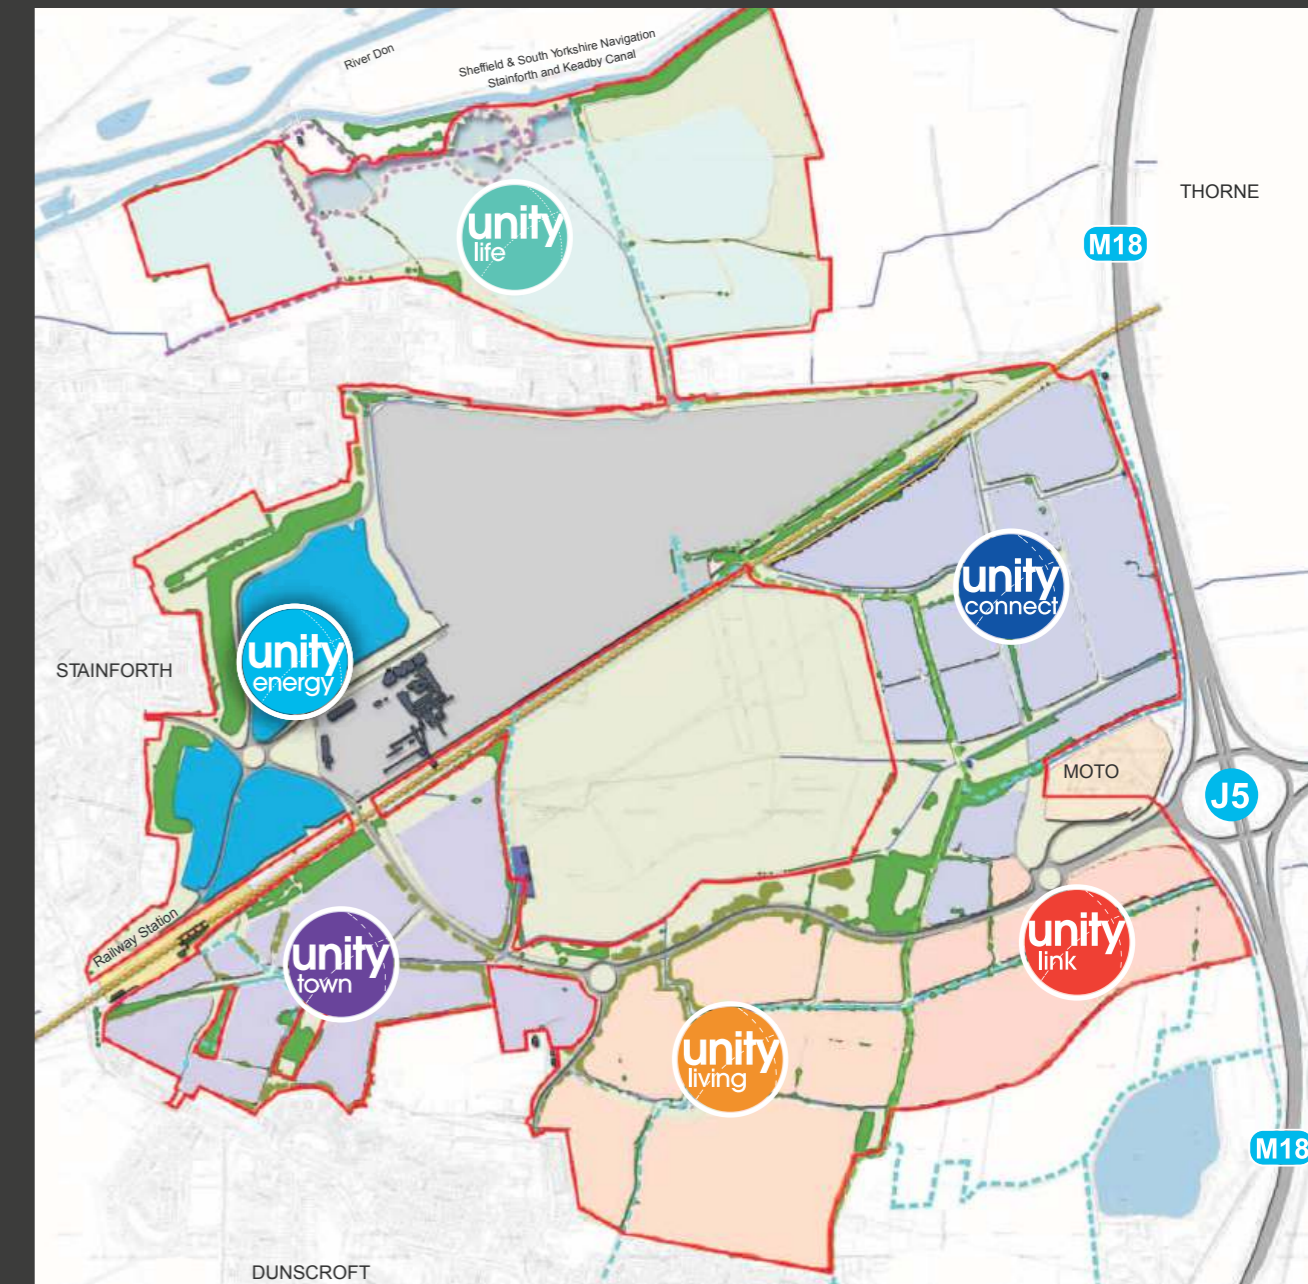 River Don
Sheffield & South Yorkshire Navigation
Stainforth and Keadby Canal
THORNE
M18
unity
life
unity
connect
STAINFORTH
unity
energy
MOTO
J5
Railway Station
unity
town
unity
link
unity
living
M18
DUNSCROFT